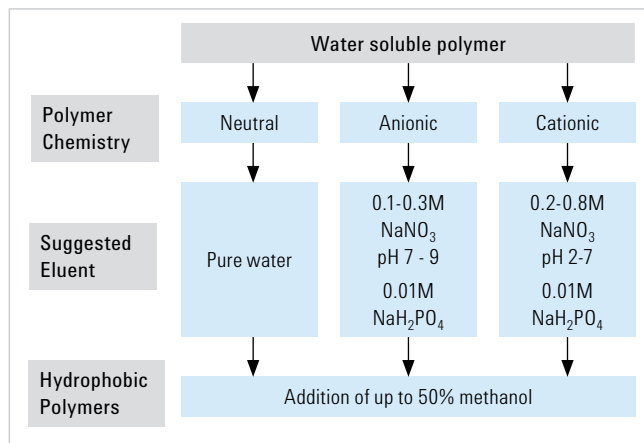 Water soluble polymer
Polymer
Chemistry
Neutral
Anionic
Cationic
Suggested
Eluent
Pure water
0.1-0.3M
NaNO₃
pH 7 - 9
0.01M
NaH₂PO₄
0.2-0.8M
NaNO₃
pH 2-7
0.01M
NaH₂PO₄
Hydrophobic
Polymers
Addition of up to 50% methanol